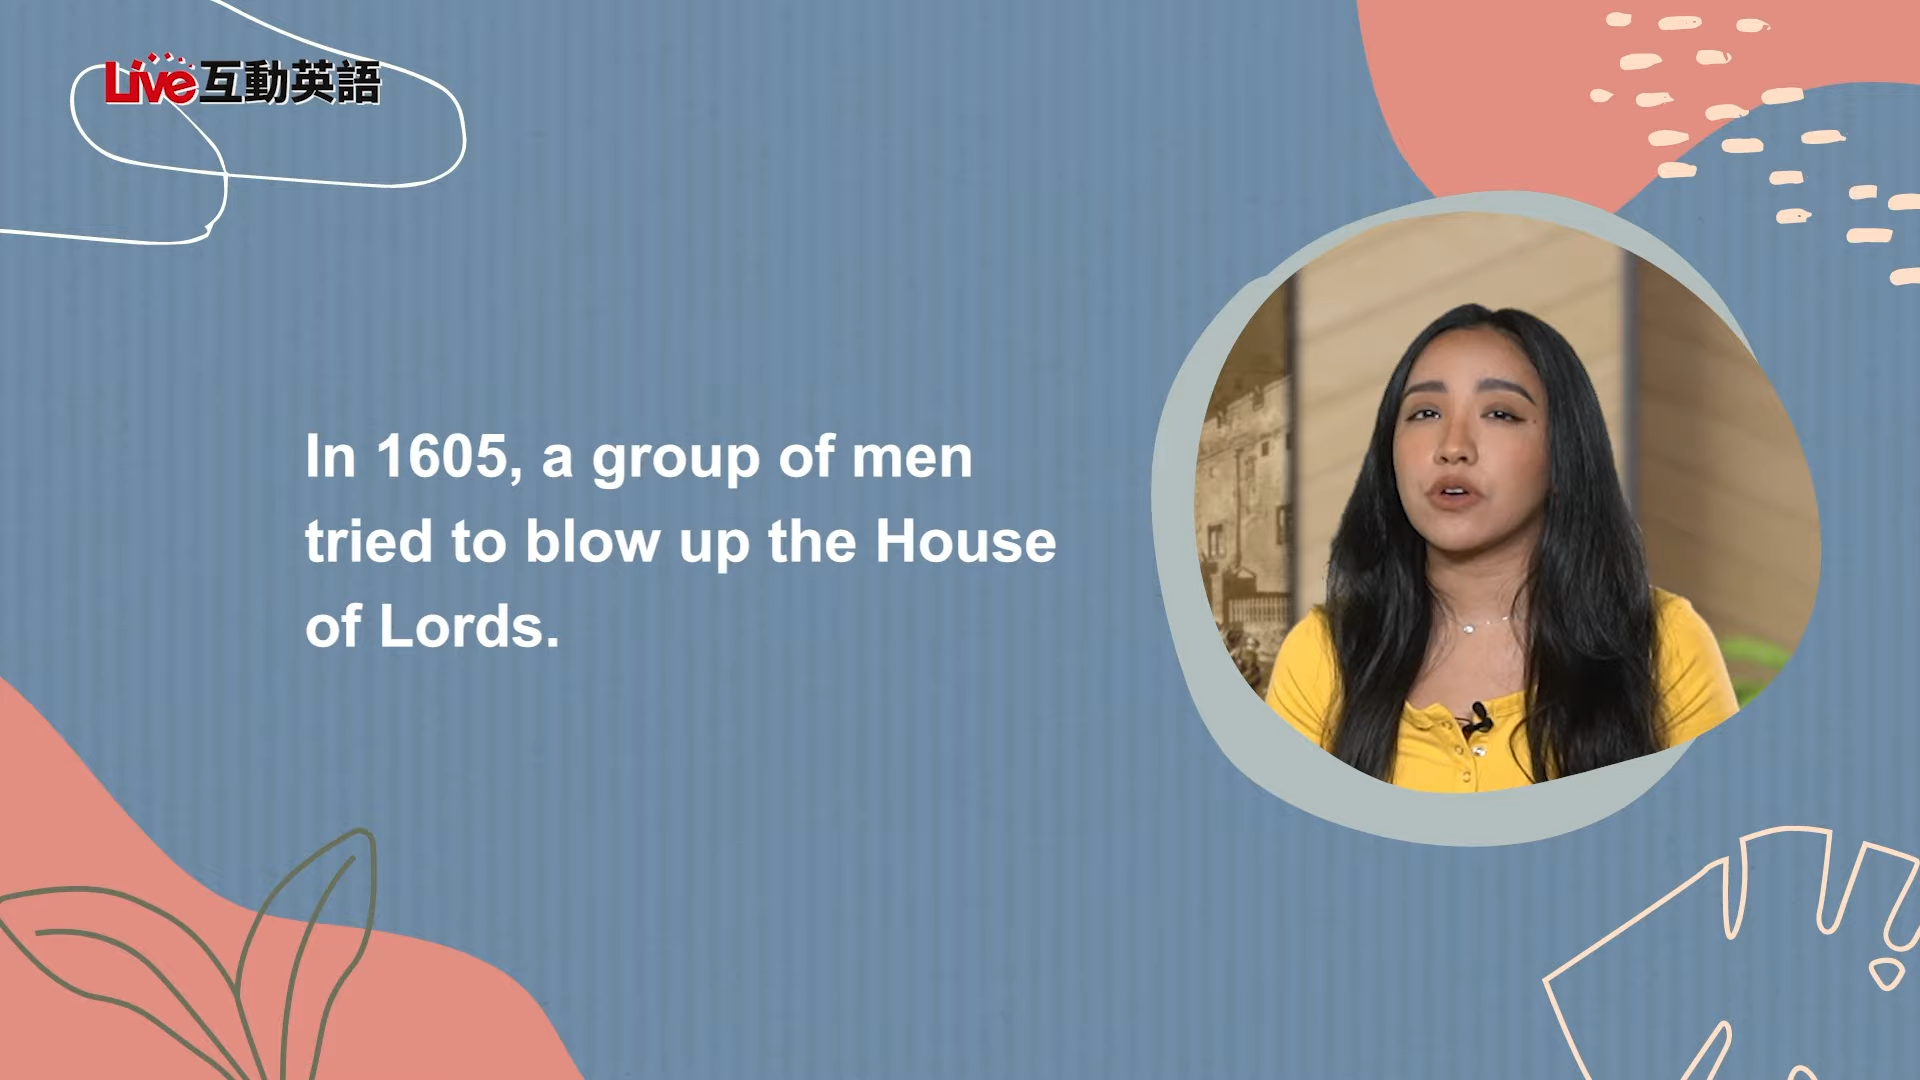 Live互動英語
In 1605, a group of men
tried to blow up the House
of Lords.